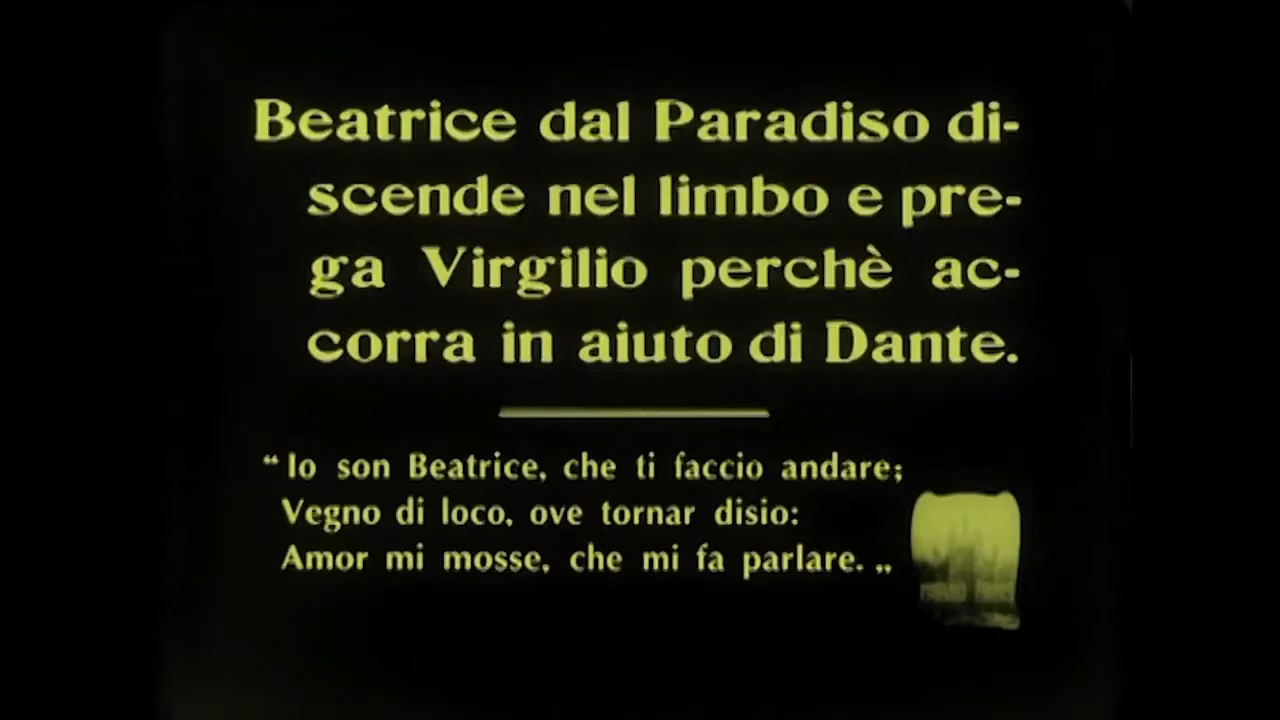 Beatrice dal Paradiso di-
scende nel limbo e pre-
ga Virgilio perchè ac-
corra in aiuto di Dante.
“Io son Beatrice, che ti faccio andare;
Vegno di loco, ove tornar disio:
Amor mi mosse, che mi fa parlare.„